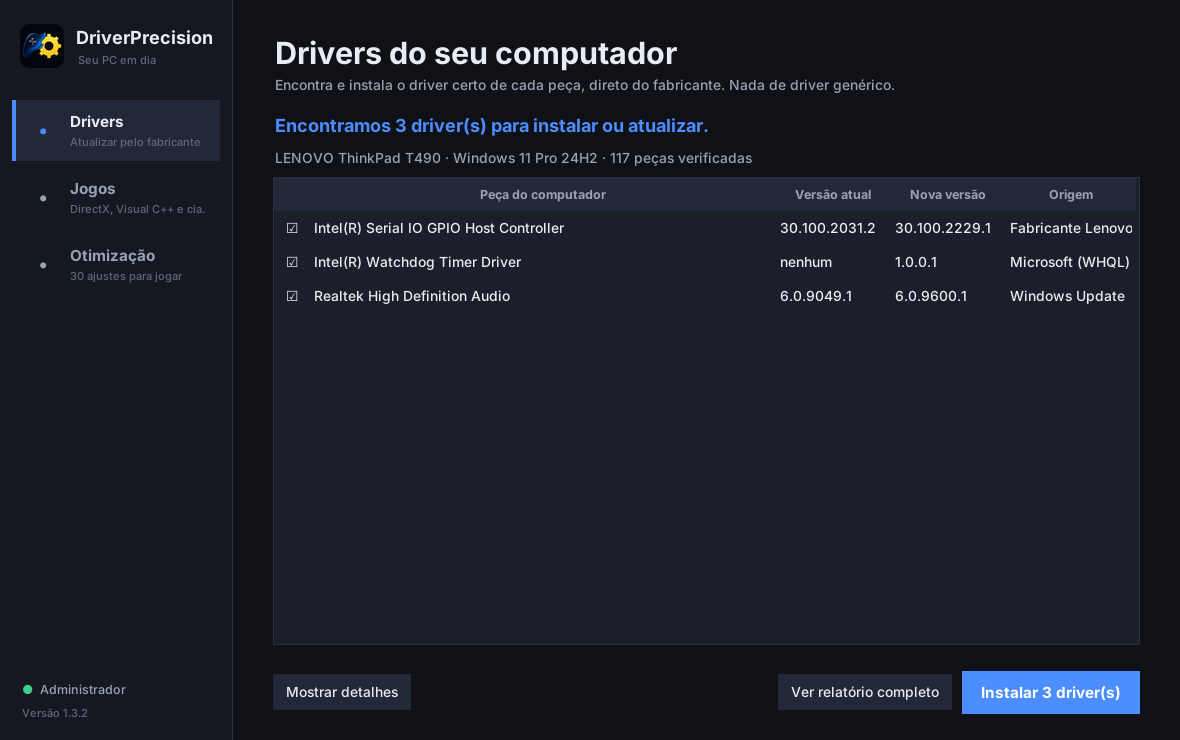 DriverPrecision
Seu PC em dia
Drivers
Atualizar pelo fabricante
Jogos
DirectX, Visual C++ e cia.
Otimização
30 ajustes para jogar
Administrador
Versão 1.3.2
Drivers do seu computador
Encontra e instala o driver certo de cada peça, direto do fabricante. Nada de driver genérico.
Encontramos 3 driver(s) para instalar ou atualizar.
LENOVO ThinkPad T490 · Windows 11 Pro 24H2 · 117 peças verificadas
Peça do computador Versão atual Nova versão Origem
☑ Intel(R) Serial IO GPIO Host Controller 30.100.2031.2 30.100.2229.1 Fabricante Lenovo
☑ Intel(R) Watchdog Timer Driver nenhum 1.0.0.1 Microsoft (WHQL)
☑ Realtek High Definition Audio 6.0.9049.1 6.0.9600.1 Windows Update
Mostrar detalhes Ver relatório completo Instalar 3 driver(s)